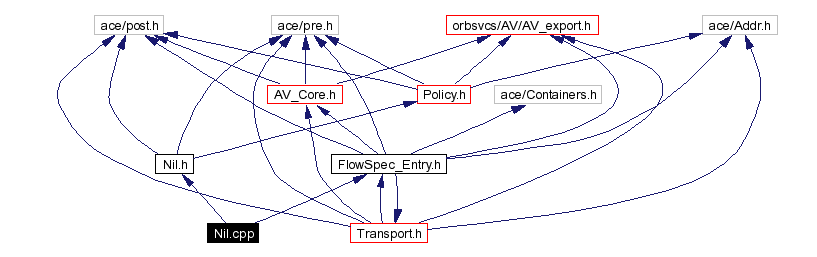 ace/post.h
ace/pre.h
orbsvcs/AV/AV_export.h
ace/Addr.h
AV_Core.h
Policy.h
ace/Containers.h
Nil.h
FlowSpec_Entry.h
Nil.cpp
Transport.h